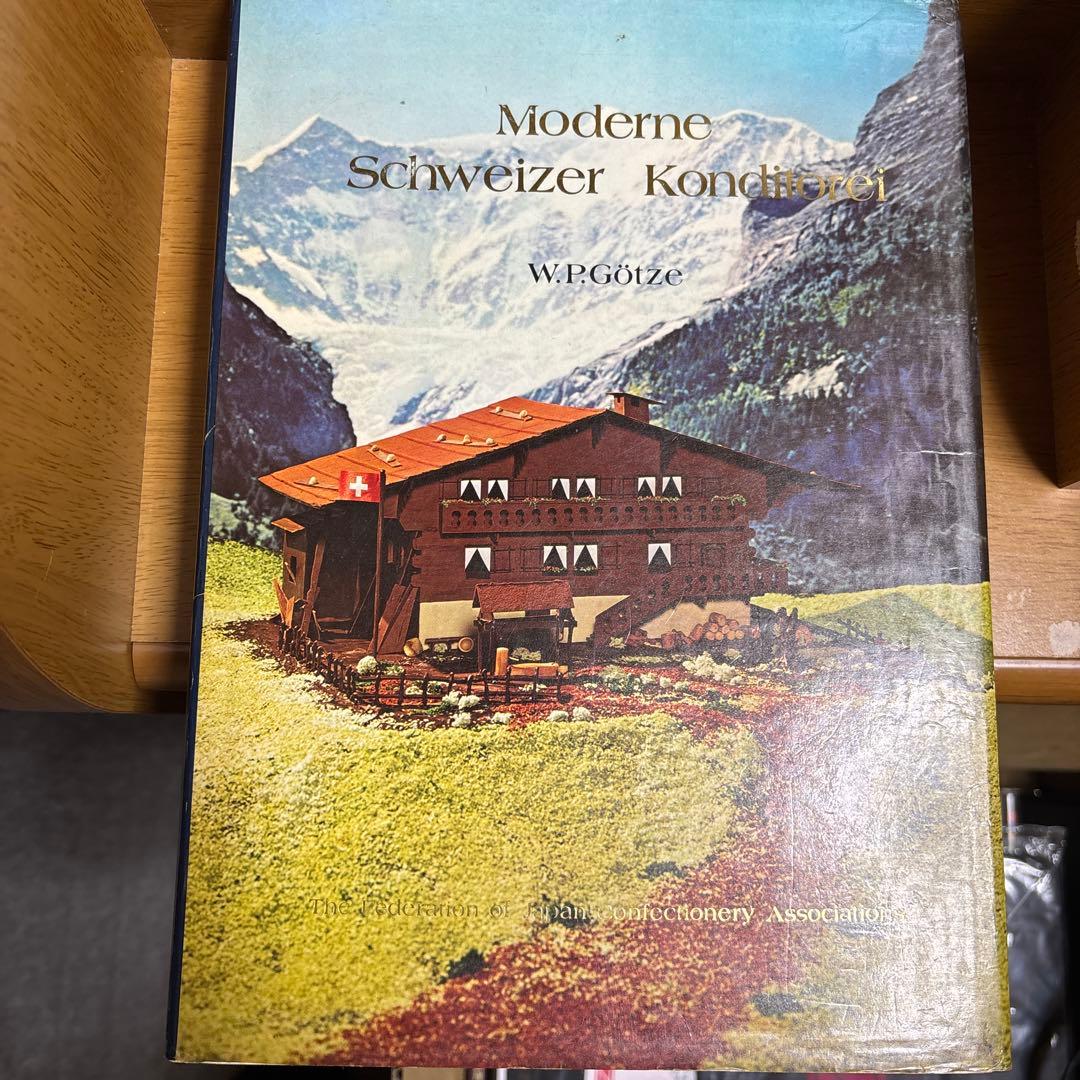 Moderne
Schweizer Konditorei
W.P.Götze
The Federation of Japan Confectionery Associations